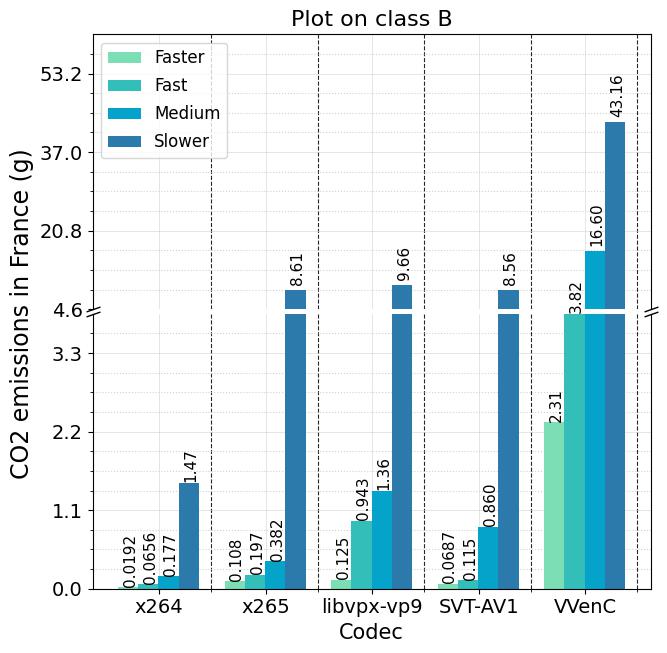 Plot on class B
Faster
Fast
Medium
Slower
CO2 emissions in France (g)
53.2
37.0
20.8
4.6
3.3
2.2
1.1
0.0
0.0192
0.0656
0.177
1.47
0.108
0.197
0.382
8.61
0.125
0.943
1.36
9.66
0.0687
0.115
0.860
8.56
2.31
3.82
16.60
43.16
x264
x265
libvpx-vp9
SVT-AV1
VVenC
Codec